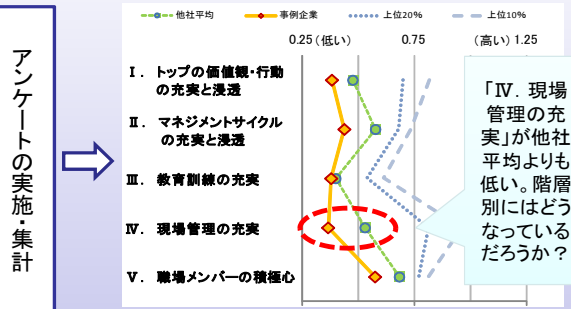 他社平均 事例企業 上位20% 上位10%
0.25 (低い) 0.75 (高い) 1.25
アンケートの実施・集計
Ⅰ. トップの価値観・行動
の充実と浸透
Ⅱ. マネジメントサイクル
の充実と浸透
Ⅲ. 教育訓練の充実
Ⅳ. 現場管理の充実
Ⅴ. 職場メンバーの積極心
「Ⅳ. 現場
管理の充
実」が他社
平均よりも
低い。階層
別にはどう
なっている
だろうか？